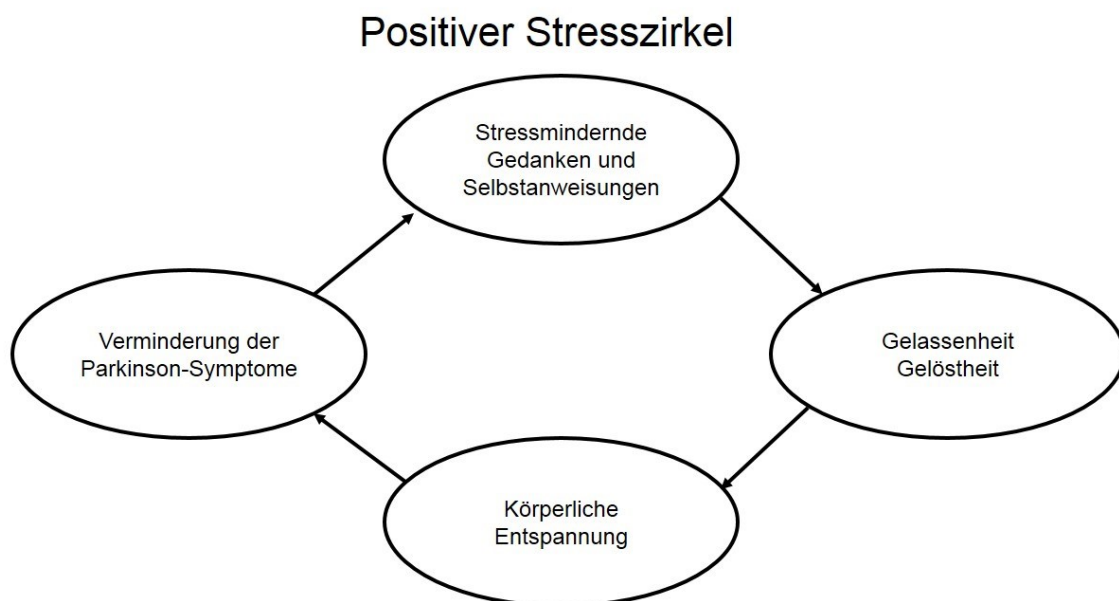 Positiver Stresszirkel
Stressmindernde
Gedanken und
Selbstanweisungen
Verminderung der
Parkinson-Symptome
Gelassenheit
Gelöstheit
Körperliche
Entspannung